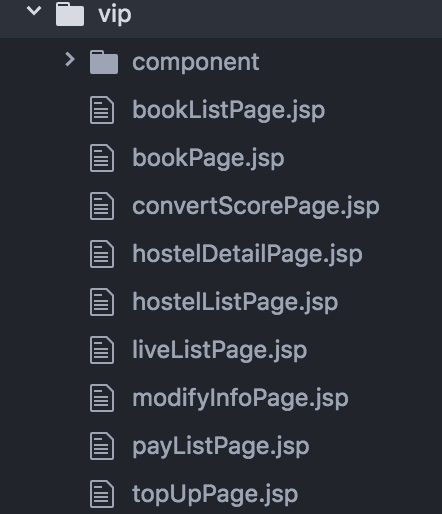 vip
component
bookListPage.jsp
bookPage.jsp
convertScorePage.jsp
hostelDetailPage.jsp
hostelListPage.jsp
liveListPage.jsp
modifyInfoPage.jsp
payListPage.jsp
topUpPage.jsp